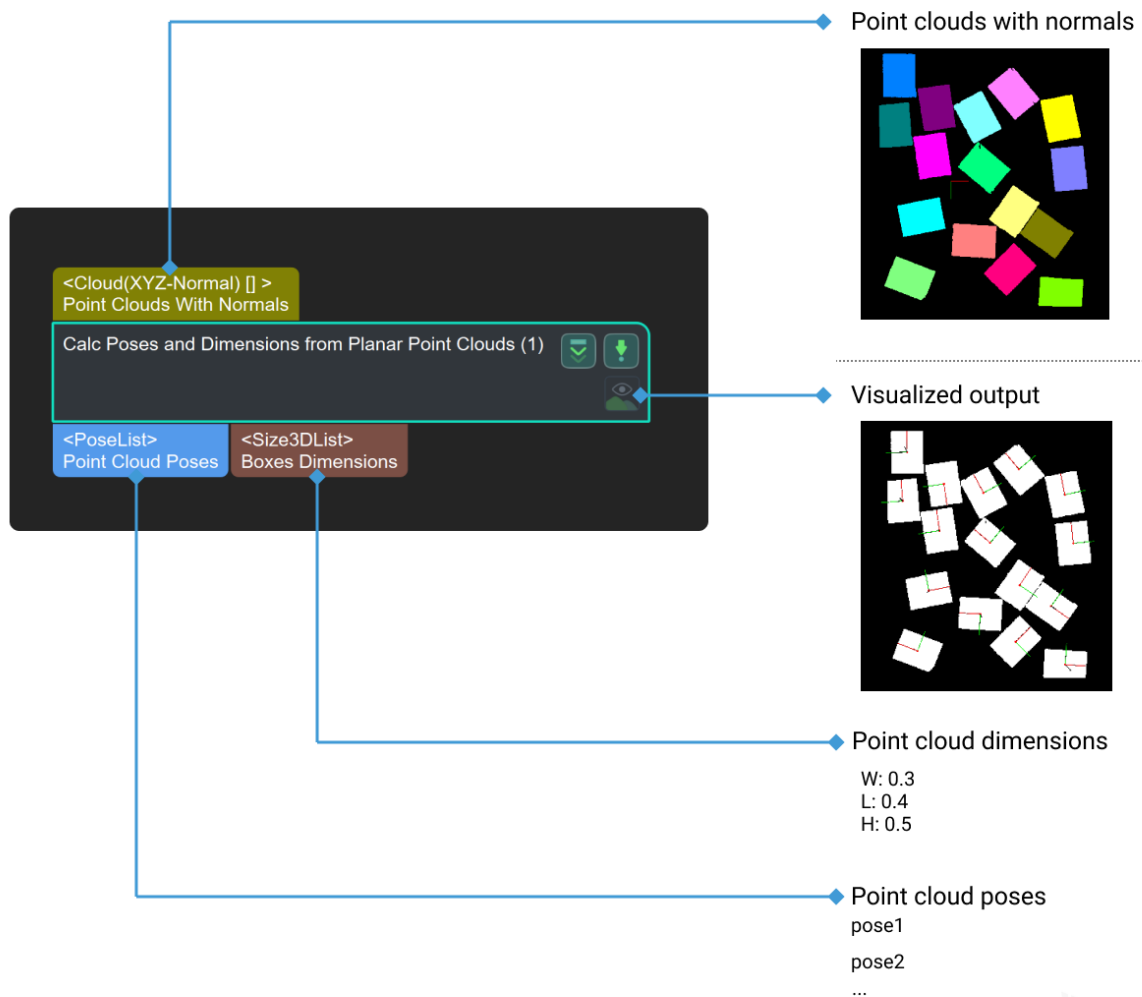 Point clouds with normals
<Cloud(XYZ-Normal) [] >
Point Clouds With Normals
Calc Poses and Dimensions from Planar Point Clouds (1)
Visualized output
<PoseList>
Point Cloud Poses
<Size3DList>
Boxes Dimensions
Point cloud dimensions
W: 0.3
L: 0.4
H: 0.5
Point cloud poses
pose1
pose2
...